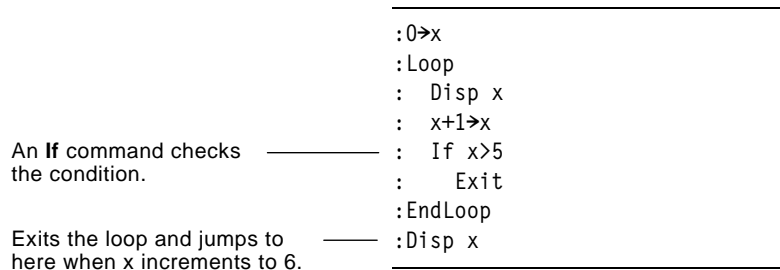 :0→x
:Loop
:  Disp x
:  x+1→x
An If command checks
the condition.
:  If x>5
:    Exit
:EndLoop
Exits the loop and jumps to
here when x increments to 6.
:Disp x